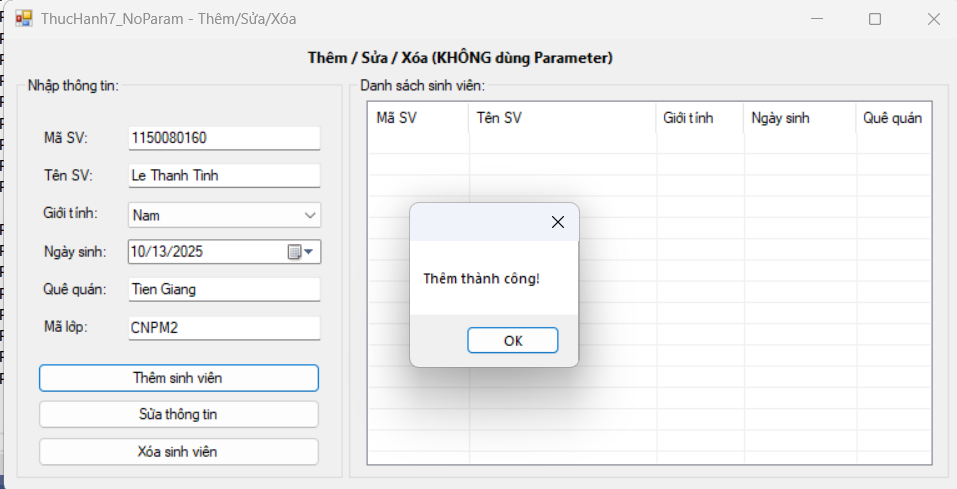 ThucHanh7_NoParam - Thêm/Sửa/Xóa
Thêm / Sửa / Xóa (KHÔNG dùng Parameter)
Nhập thông tin:
Mã SV: 1150080160
Tên SV: Le Thanh Tinh
Giới tính: Nam
Ngày sinh: 10/13/2025
Quê quán: Tien Giang
Mã lớp: CNPM2
Thêm sinh viên
Sửa thông tin
Xóa sinh viên
Danh sách sinh viên:
Mã SV Tên SV Giới tính Ngày sinh Quê quán
Thêm thành công!
OK